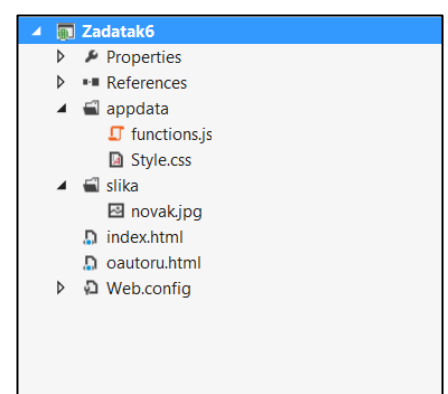 Zadatak6
Properties
References
appdata
functions.js
Style.css
slika
novak.jpg
index.html
oautoru.html
Web.config